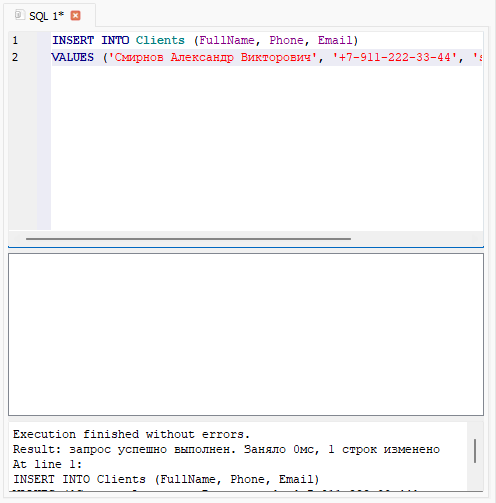 SQL 1*
1 INSERT INTO Clients (FullName, Phone, Email)
2 VALUES ('Смирнов Александр Викторович', '+7-911-222-33-44', 's
Execution finished without errors.
Result: запрос успешно выполнен. Заняло 0мс, 1 строк изменено
At line 1:
INSERT INTO Clients (FullName, Phone, Email)